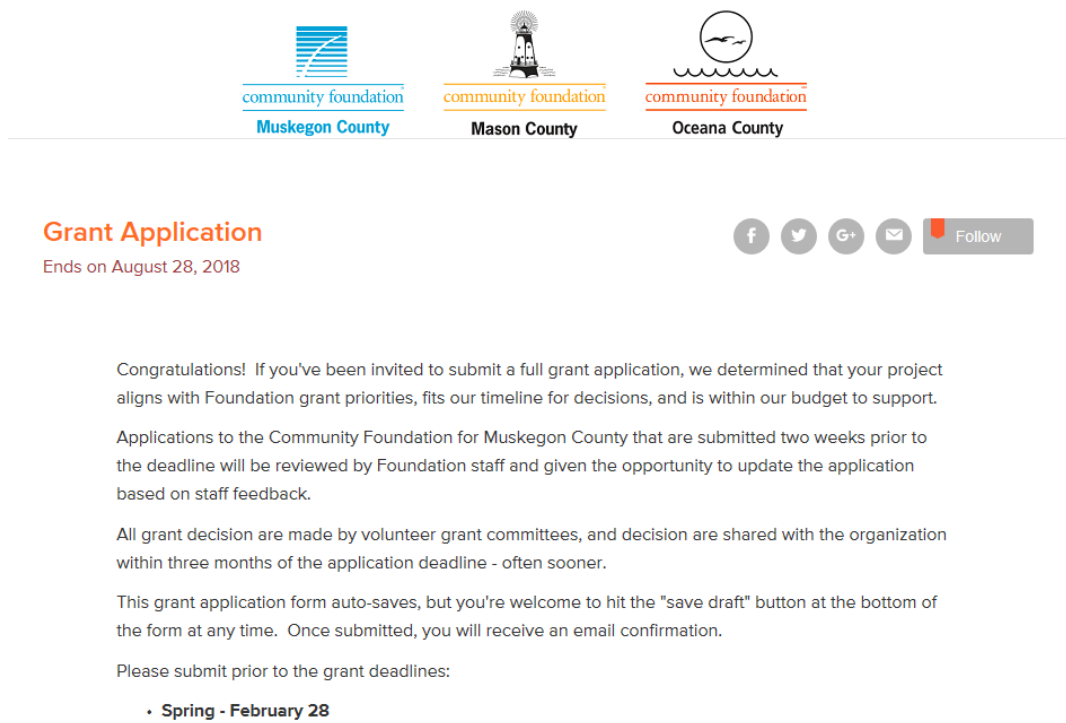 community foundation community foundation community foundation
Muskegon County Mason County Oceana County
Grant Application
Follow
Ends on August 28, 2018
Congratulations!  If you've been invited to submit a full grant application, we determined that your project
aligns with Foundation grant priorities, fits our timeline for decisions, and is within our budget to support.
Applications to the Community Foundation for Muskegon County that are submitted two weeks prior to
the deadline will be reviewed by Foundation staff and given the opportunity to update the application
based on staff feedback.
All grant decision are made by volunteer grant committees, and decision are shared with the organization
within three months of the application deadline - often sooner.
This grant application form auto-saves, but you're welcome to hit the "save draft" button at the bottom of
the form at any time.  Once submitted, you will receive an email confirmation.
Please submit prior to the grant deadlines:
• Spring - February 28